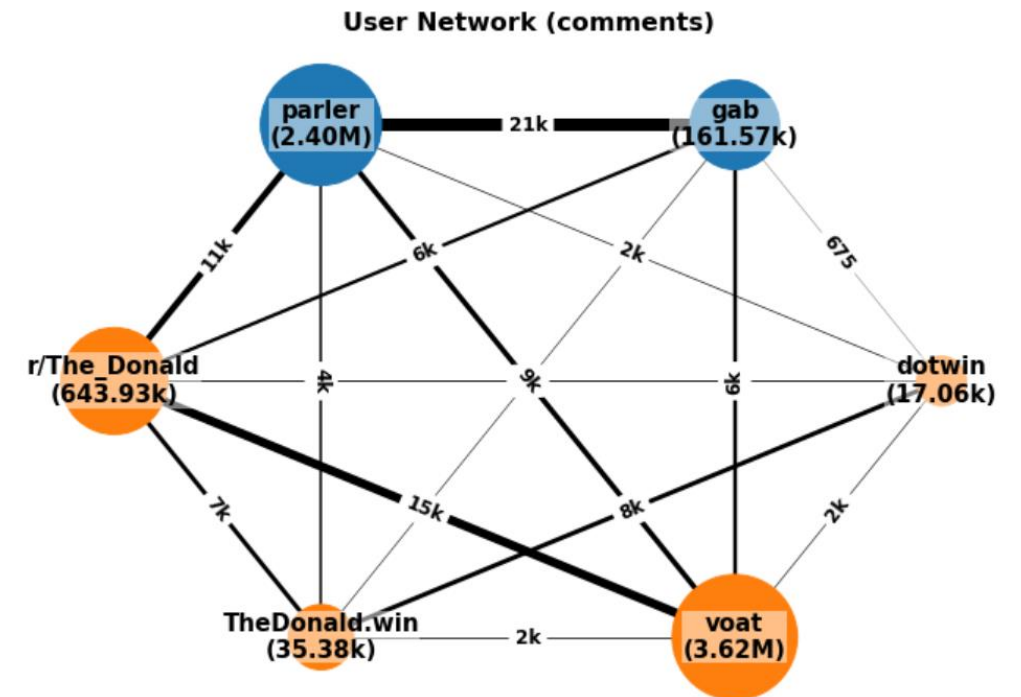 User Network (comments)
parler
(2.40M)
gab
(161.57k)
21k
11k
6k
2k
675
r/The_Donald
(643.93k)
4k
9k
6k
dotwin
(17.06k)
7k
15k
8k
2k
TheDonald.win
(35.38k)
2k
voat
(3.62M)